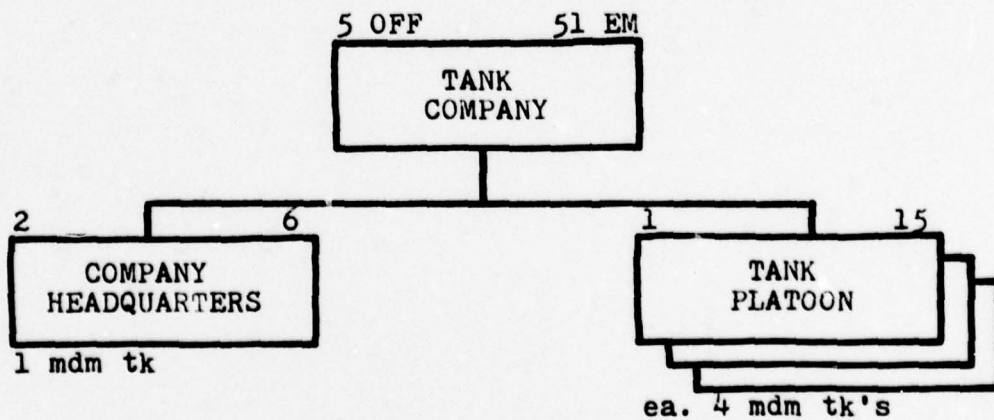 5 OFF 51 EM
TANK
COMPANY
2 6
COMPANY
HEADQUARTERS
1 mdm tk
1 15
TANK
PLATOON
ea. 4 mdm tk's